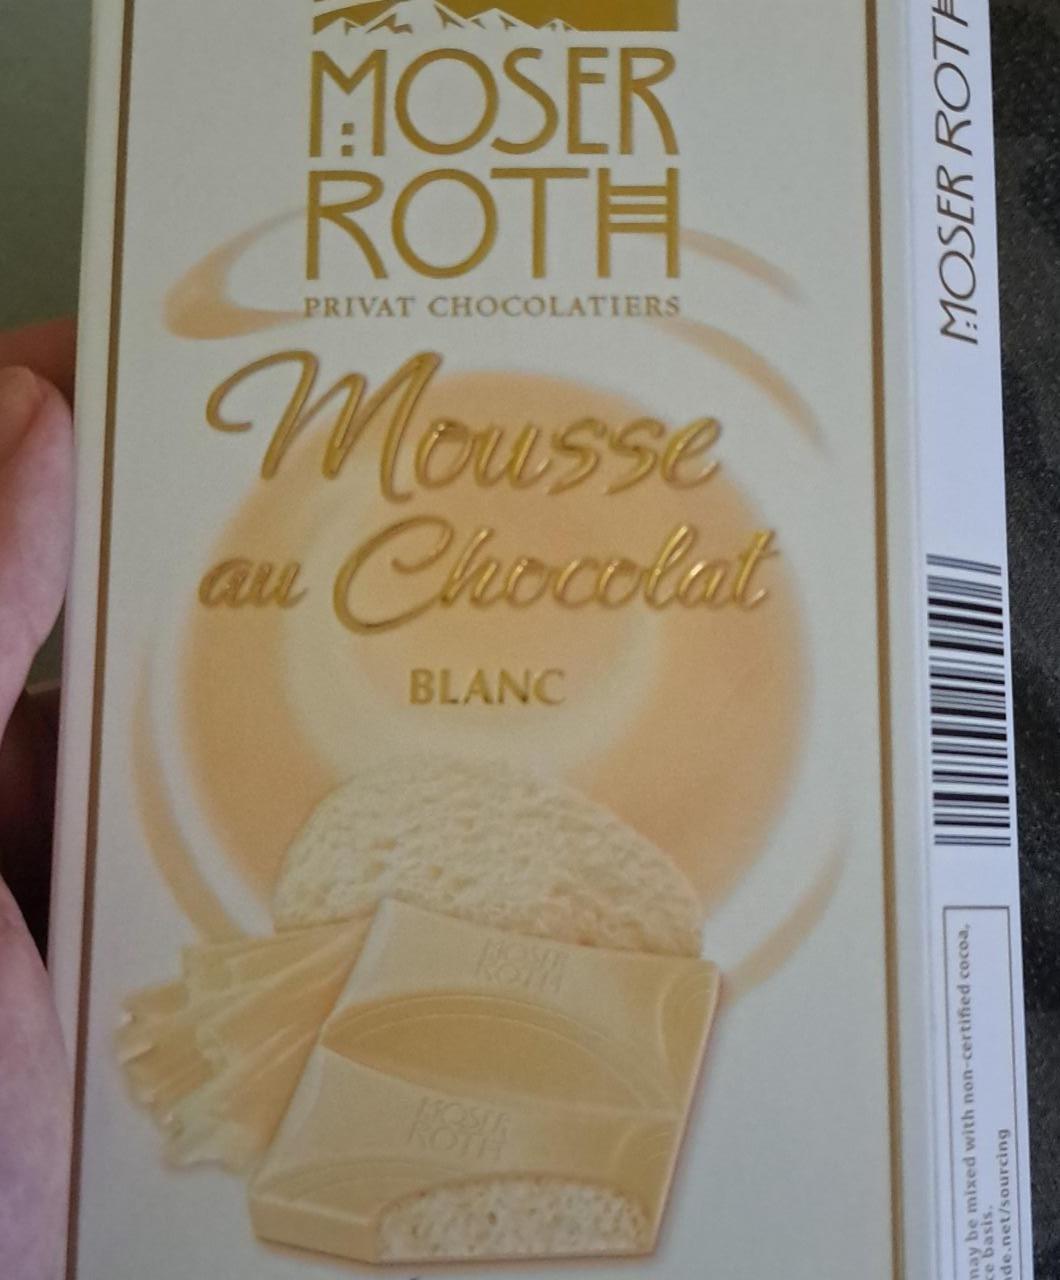 MOSER
ROTH
PRIVAT CHOCOLATIERS
Mousse
au Chocolat
BLANC
MOSER
ROTH
MOSER
ROTH
MOSER ROTH
may be mixed with non-certified cocoa,
basis.
de.net/sourcing